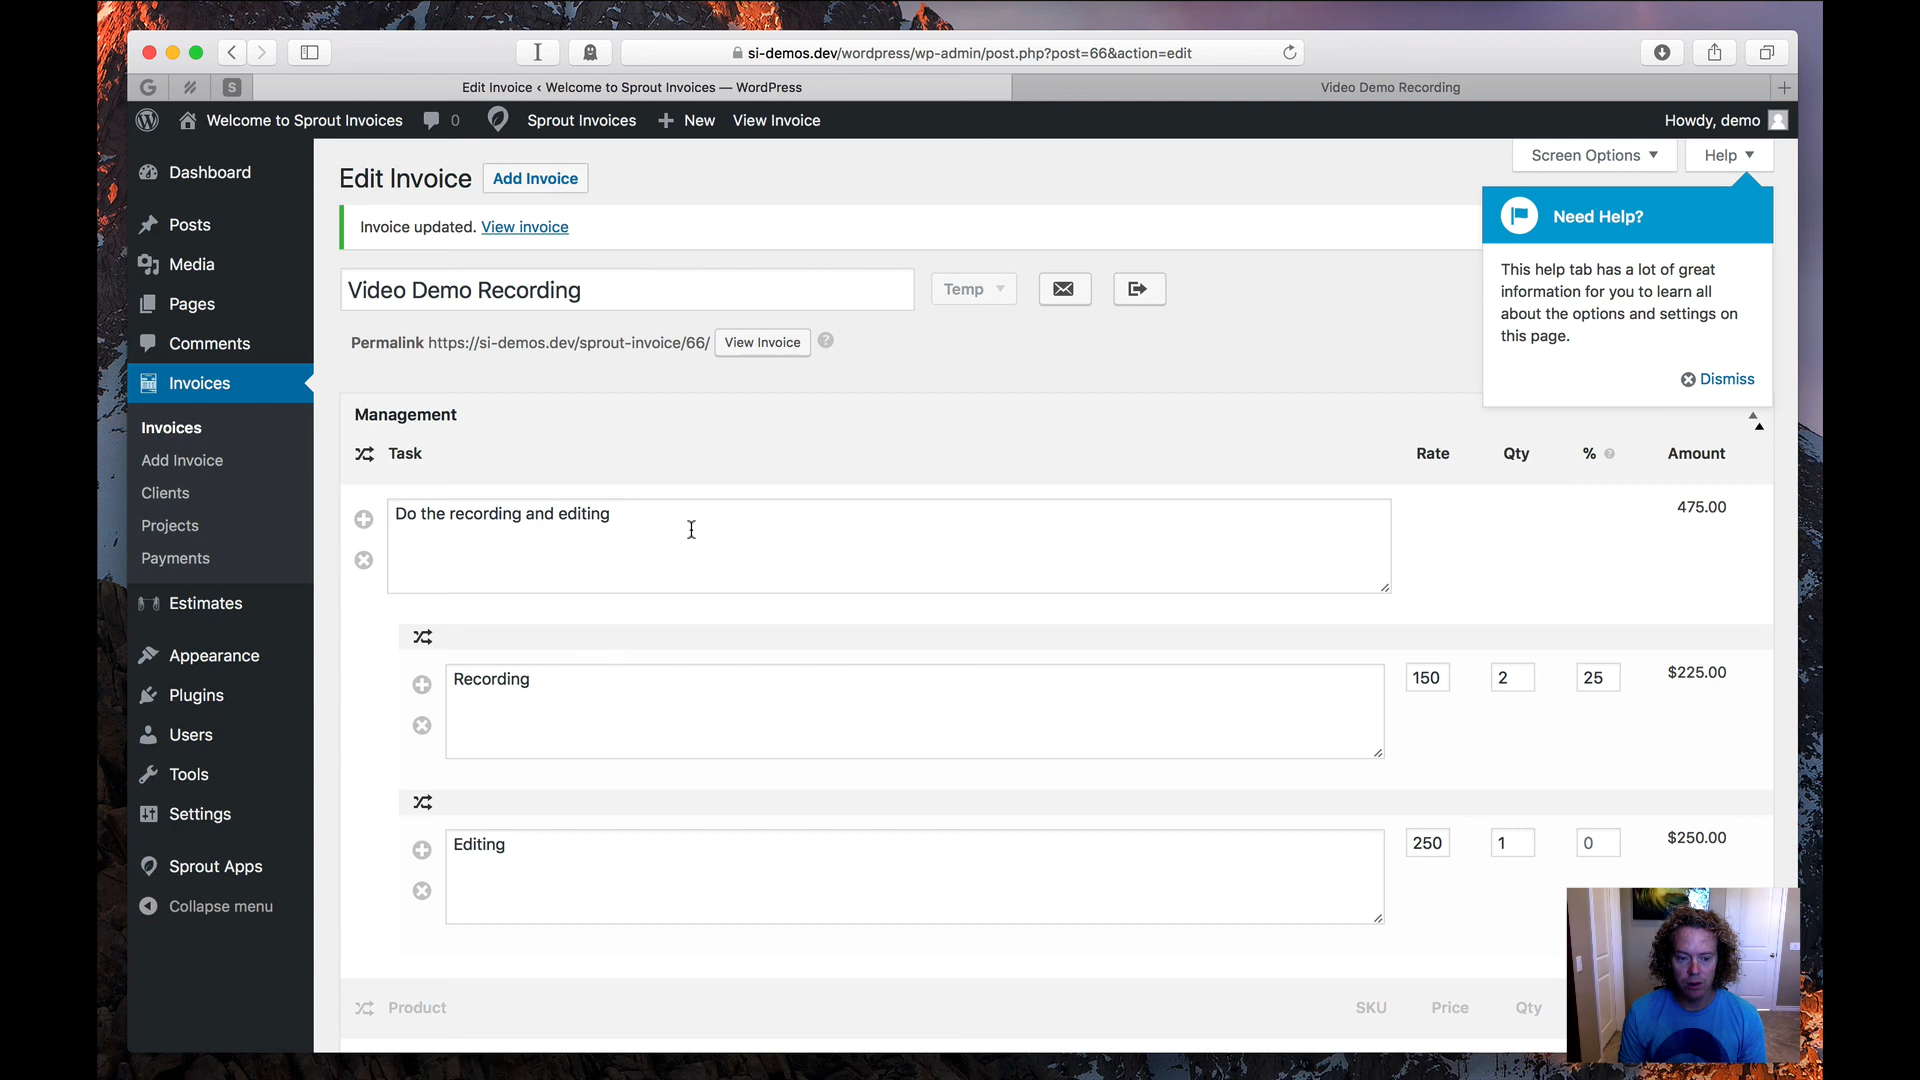 si-demos.dev/wordpress/wp-admin/post.php?post=66&action=edit
G
S
Edit Invoice ‹ Welcome to Sprout Invoices — WordPress
Video Demo Recording
Welcome to Sprout Invoices
0
Sprout Invoices
New
View Invoice
Howdy, demo
Dashboard
Posts
Media
Pages
Comments
Invoices
Invoices
Add Invoice
Clients
Projects
Payments
Estimates
Appearance
Plugins
Users
Tools
Settings
Sprout Apps
Collapse menu
Screen Options
Help
Edit Invoice
Add Invoice
Invoice updated. View invoice
Need Help?
This help tab has a lot of great
information for you to learn all
about the options and settings on
this page.
Dismiss
Video Demo Recording
Temp
Permalink https://si-demos.dev/sprout-invoice/66/
View Invoice
?
Management
Task
Rate
Qty
%
?
Amount
Do the recording and editing
475.00
Recording
150
2
25
$225.00
Editing
250
1
0
$250.00
Product
SKU
Price
Qty